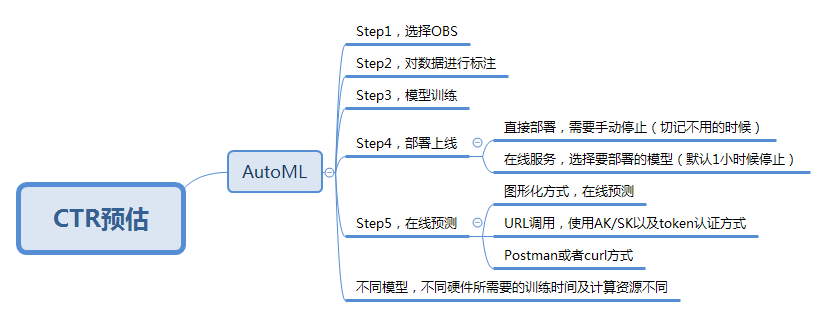 CTR预估
AutoML
Step1，选择OBS
Step2，对数据进行标注
Step3，模型训练
Step4，部署上线
直接部署，需要手动停止（切记不用的时候）
在线服务，选择要部署的模型（默认1小时候停止）
Step5，在线预测
图形化方式，在线预测
URL调用，使用AK/SK以及token认证方式
Postman或者curl方式
不同模型，不同硬件所需要的训练时间及计算资源不同